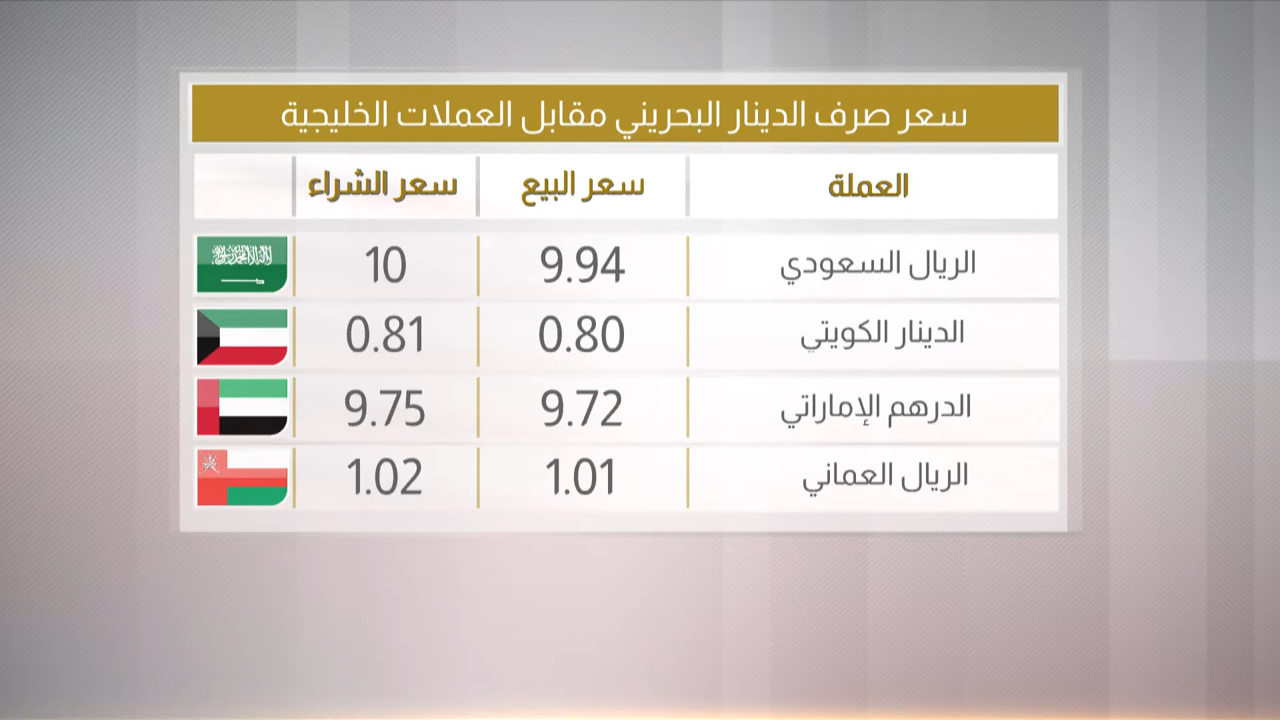 سعر صرف الدينار البحريني مقابل العملات الخليجية
العملة سعر البيع سعر الشراء
الريال السعودي 9.94 10
الدينار الكويتي 0.80 0.81
الدرهم الإماراتي 9.72 9.75
الريال العماني 1.01 1.02